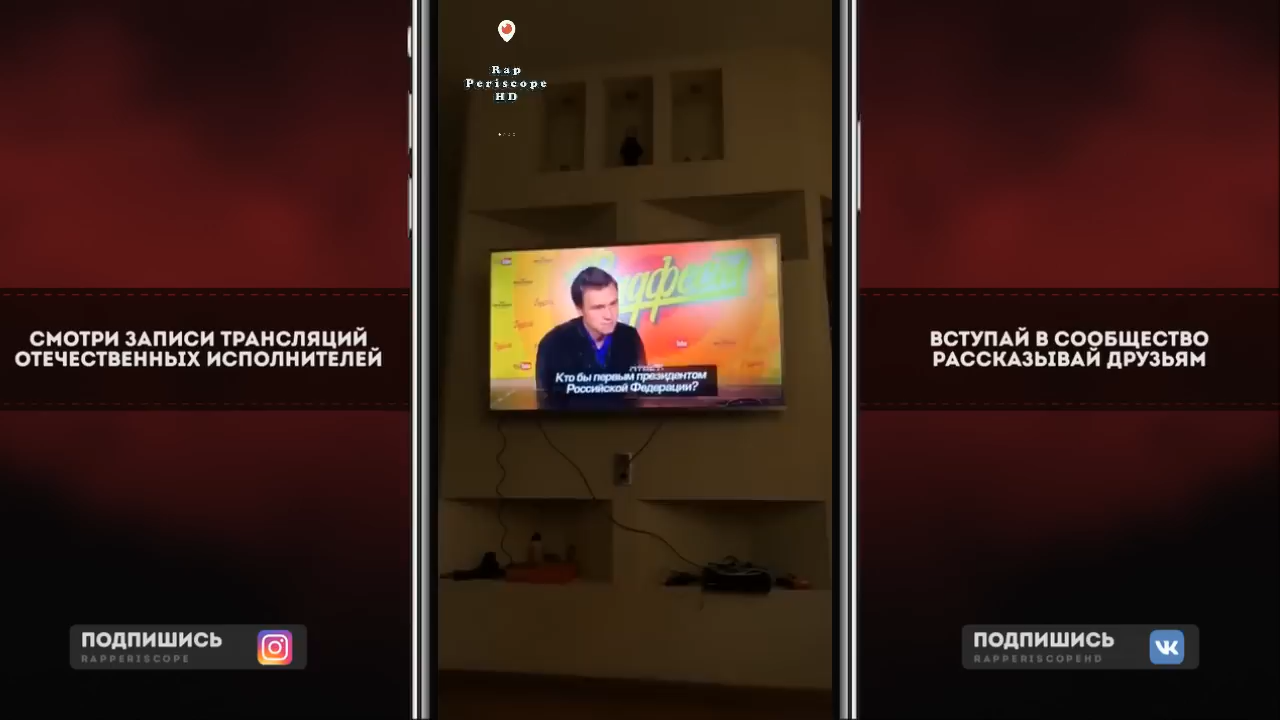 Rap
Periscope
HD
СМОТРИ ЗАПИСИ ТРАНСЛЯЦИЙ
ОТЕЧЕСТВЕННЫХ ИСПОЛНИТЕЛЕЙ
ВСТУПАЙ В СООБЩЕСТВО
РАССКАЗЫВАЙ ДРУЗЬЯМ
Кто бы первым президентом
Российской Федерации?
ПОДПИШИСЬ
RAPPERISCOPE
ПОДПИШИСЬ
RAPPERISCOPEHD